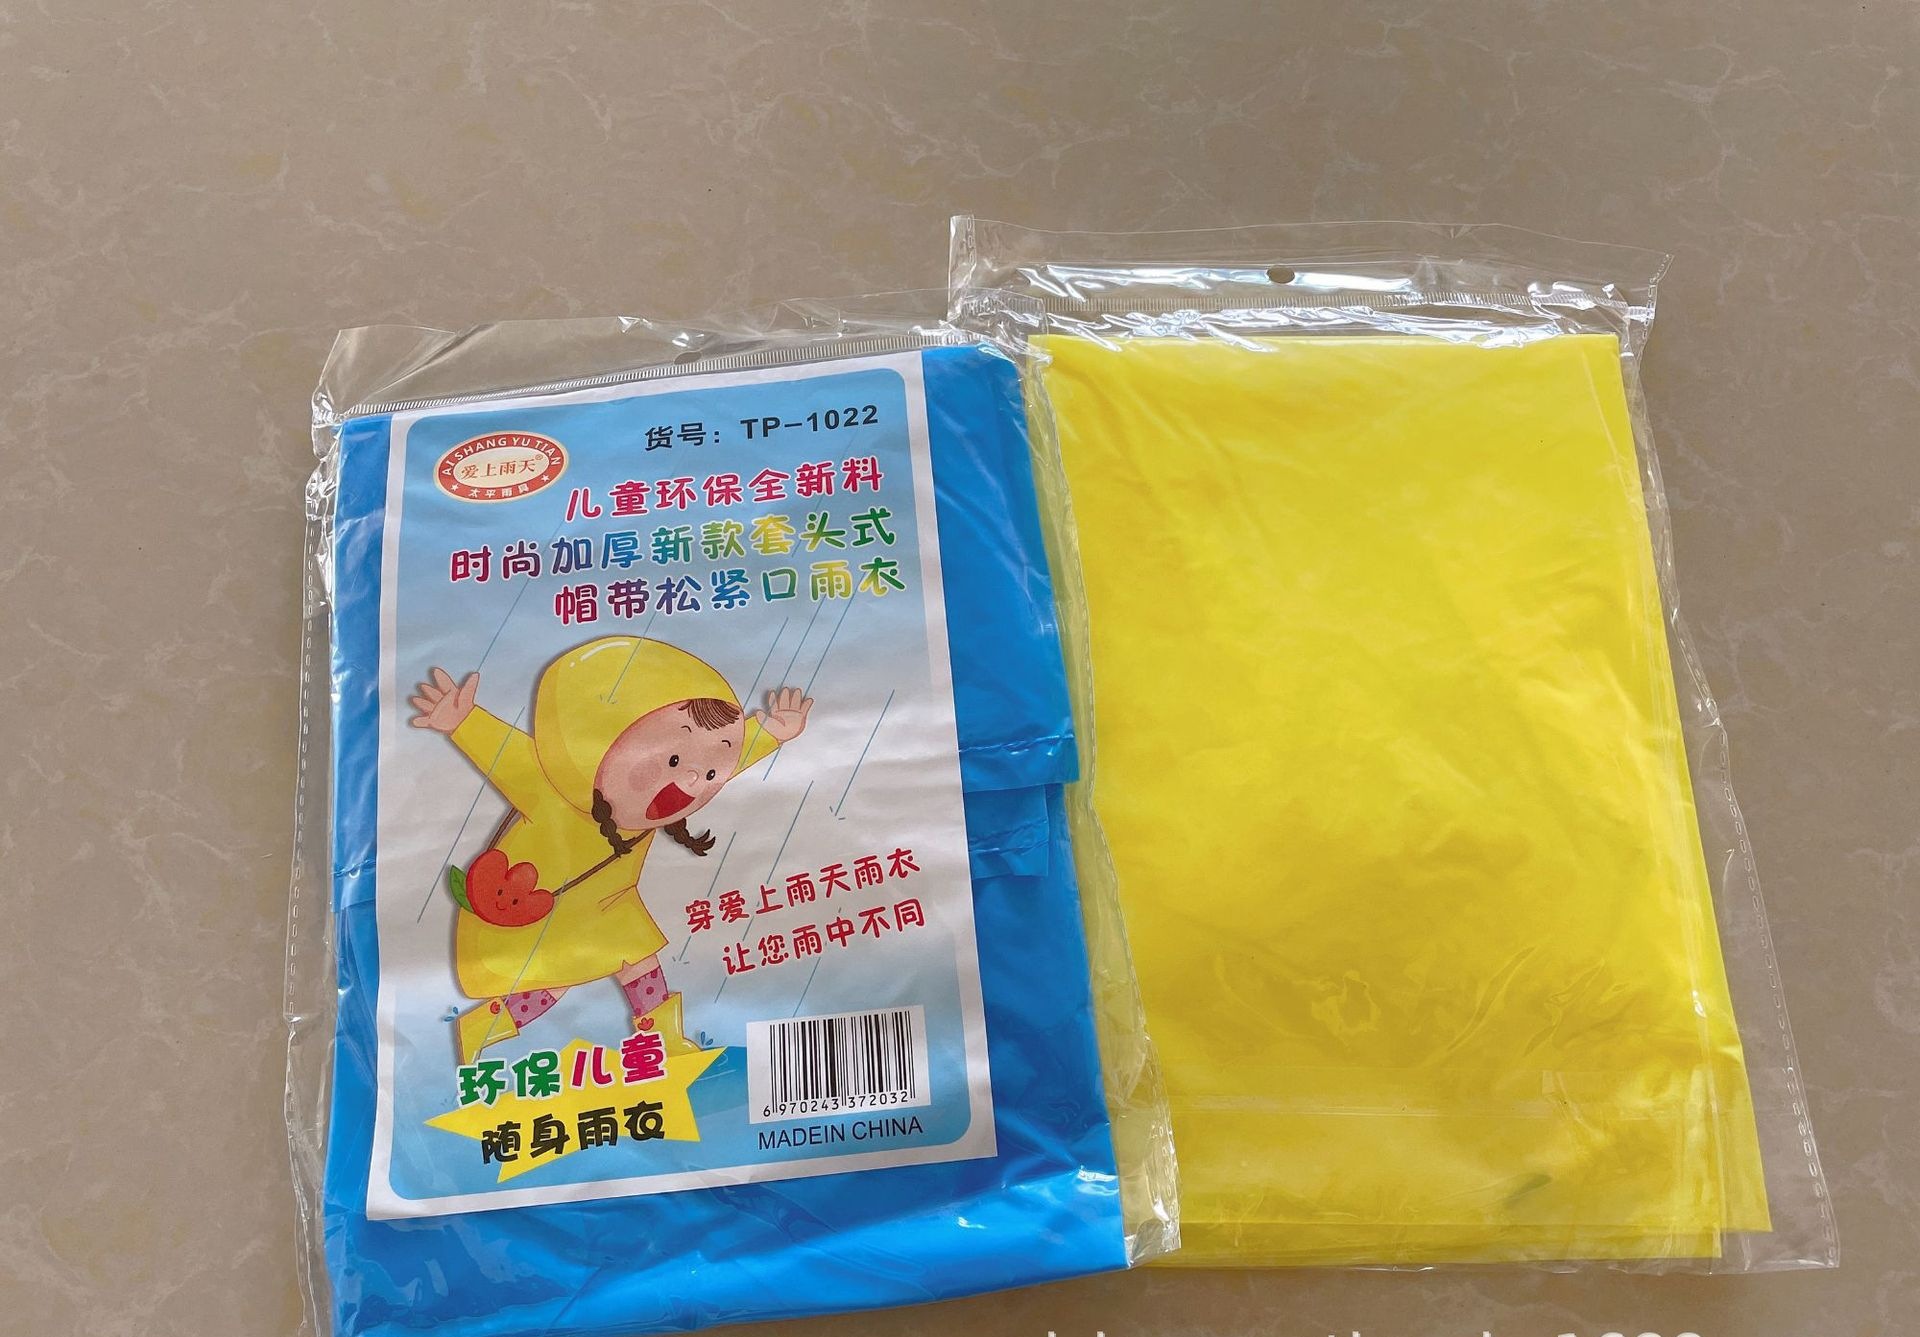 AI SHANG YU TIAN
爱上雨天®
太平雨具
货号：TP-1022
儿童环保全新料
时尚加厚新款套头式
帽带松紧口雨衣
穿爱上雨天雨衣
让您雨中不同
环保儿童
随身雨衣
6 970243 372032
MADEIN CHINA